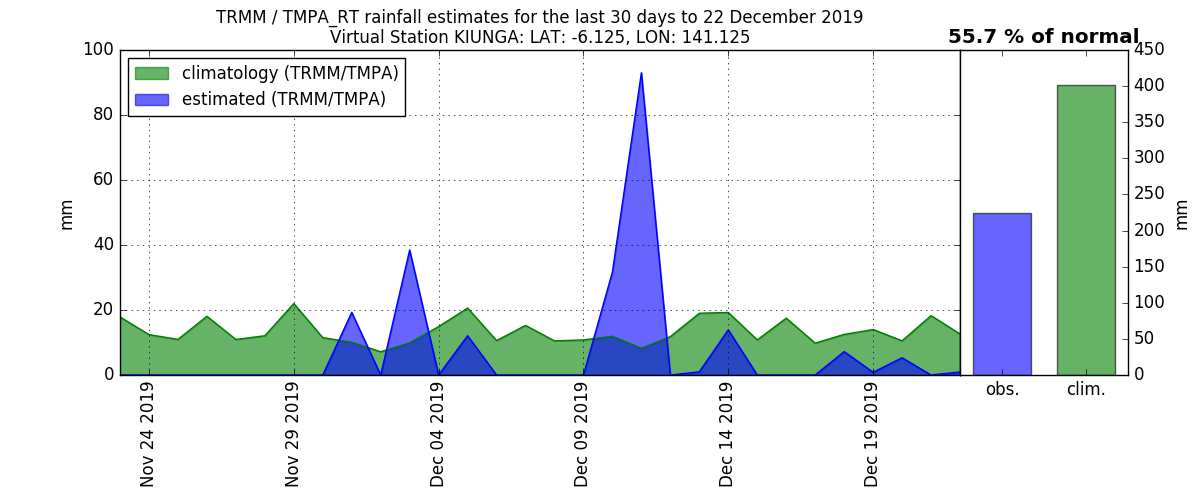 TRMM / TMPA_RT rainfall estimates for the last 30 days to 22 December 2019
Virtual Station KIUNGA: LAT: -6.125, LON: 141.125
55.7 % of normal
climatology (TRMM/TMPA)
estimated (TRMM/TMPA)
100
80
60
40
20
0
mm
450
400
350
300
250
200
150
100
50
0
mm
Nov 24 2019
Nov 29 2019
Dec 04 2019
Dec 09 2019
Dec 14 2019
Dec 19 2019
obs.
clim.